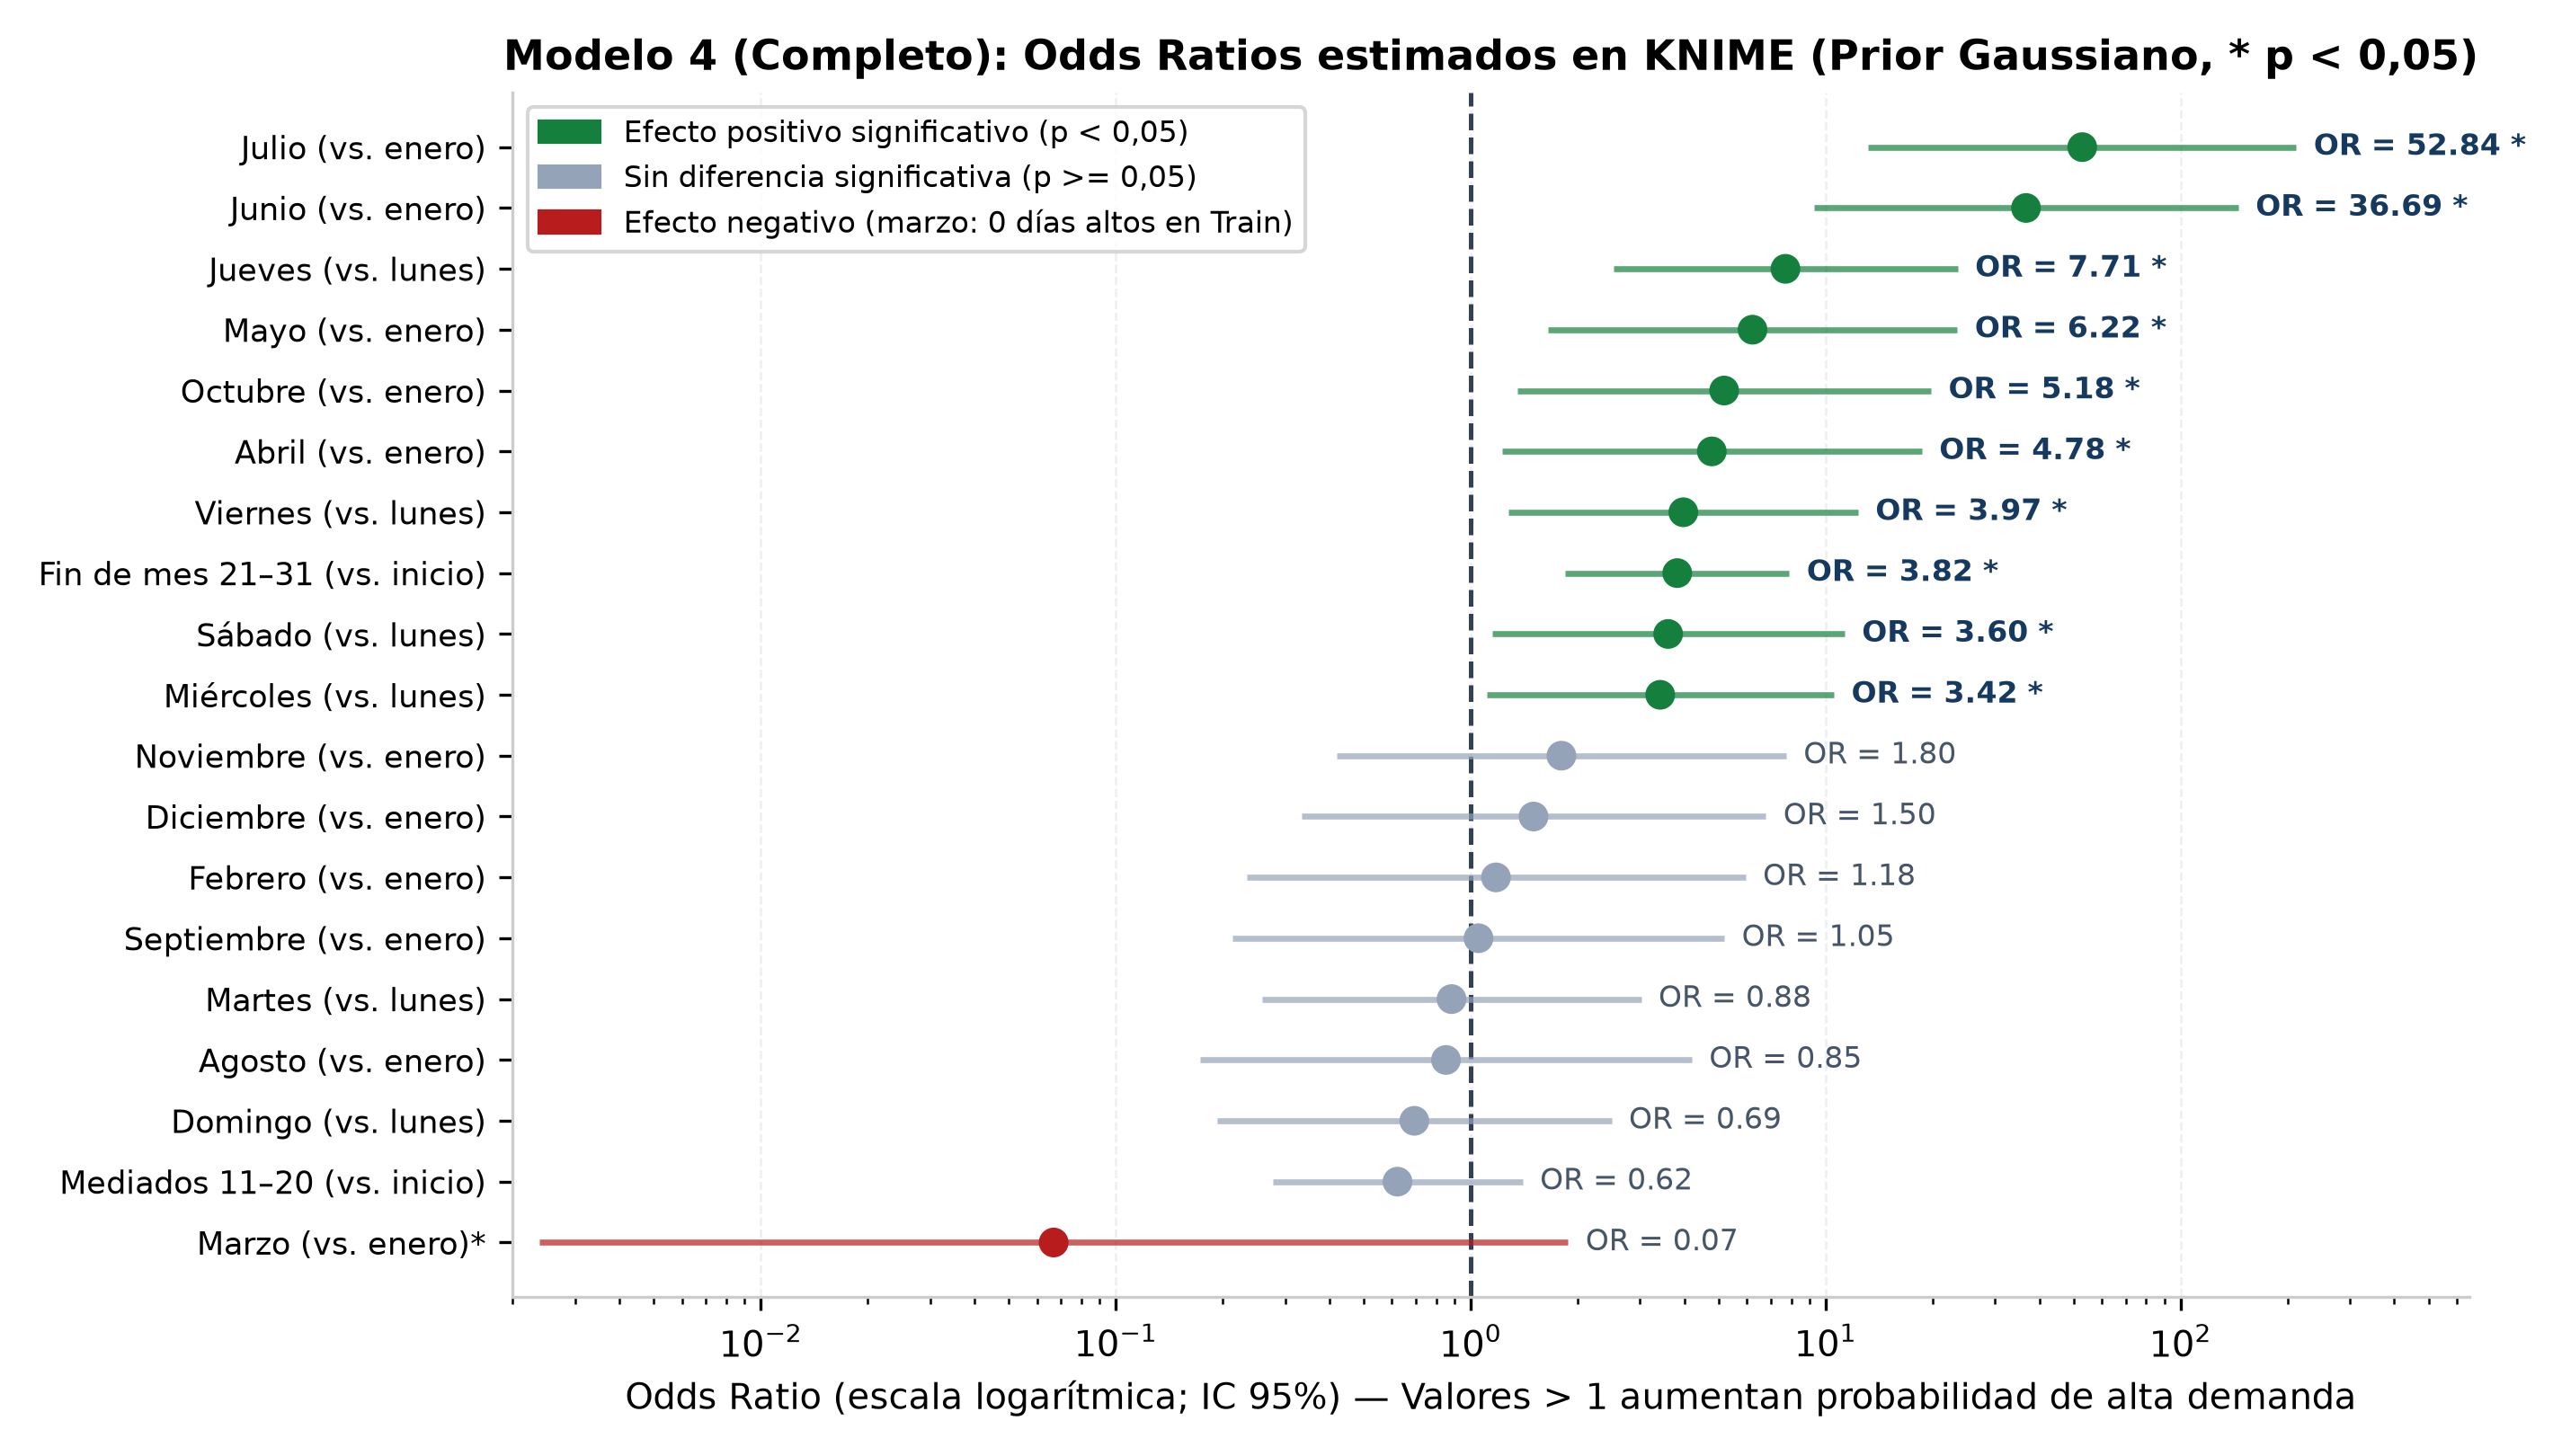 Modelo 4 (Completo): Odds Ratios estimados en KNIME (Prior Gaussiano, * p < 0,05)
Efecto positivo significativo (p < 0,05)
Sin diferencia significativa (p >= 0,05)
Efecto negativo (marzo: 0 días altos en Train)
Julio (vs. enero) OR = 52.84 *
Junio (vs. enero) OR = 36.69 *
Jueves (vs. lunes) OR = 7.71 *
Mayo (vs. enero) OR = 6.22 *
Octubre (vs. enero) OR = 5.18 *
Abril (vs. enero) OR = 4.78 *
Viernes (vs. lunes) OR = 3.97 *
Fin de mes 21–31 (vs. inicio) OR = 3.82 *
Sábado (vs. lunes) OR = 3.60 *
Miércoles (vs. lunes) OR = 3.42 *
Noviembre (vs. enero) OR = 1.80
Diciembre (vs. enero) OR = 1.50
Febrero (vs. enero) OR = 1.18
Septiembre (vs. enero) OR = 1.05
Martes (vs. lunes) OR = 0.88
Agosto (vs. enero) OR = 0.85
Domingo (vs. lunes) OR = 0.69
Mediados 11–20 (vs. inicio) OR = 0.62
Marzo (vs. enero)* OR = 0.07
10⁻² 10⁻¹ 10⁰ 10¹ 10²
Odds Ratio (escala logarítmica; IC 95%) — Valores > 1 aumentan probabilidad de alta demanda